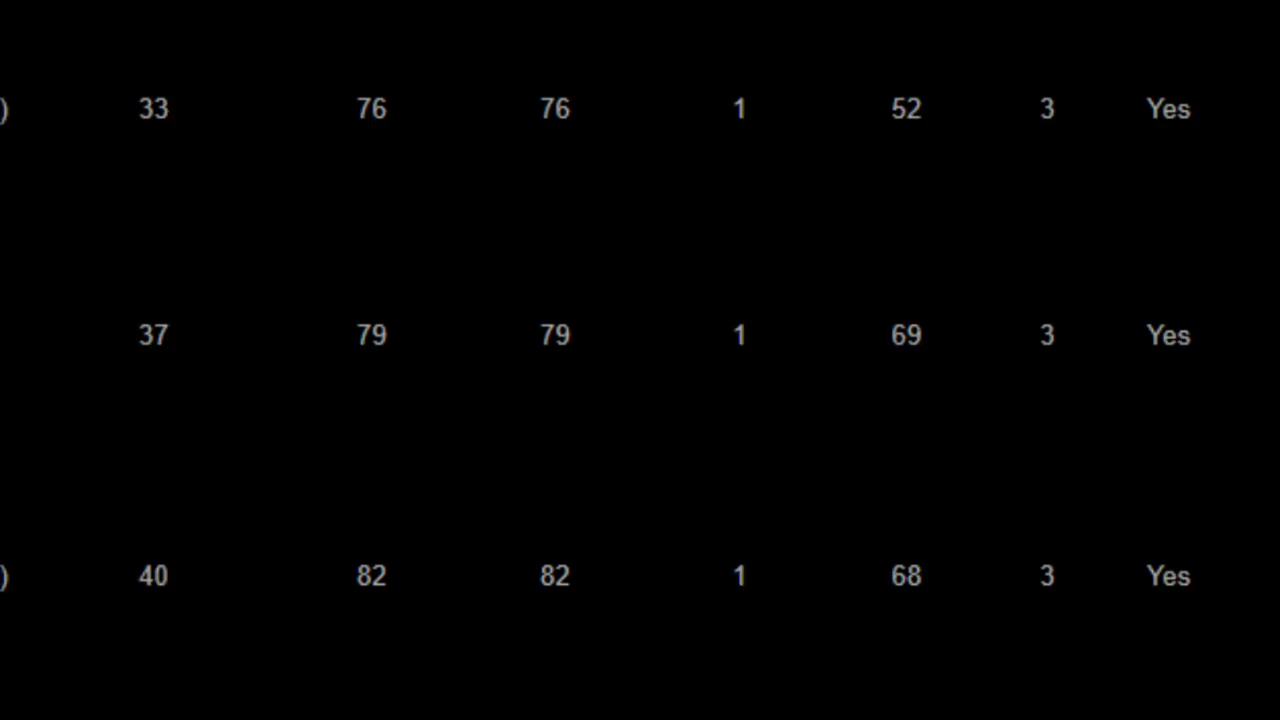 ) 33 76 76 1 52 3 Yes
37 79 79 1 69 3 Yes
) 40 82 82 1 68 3 Yes